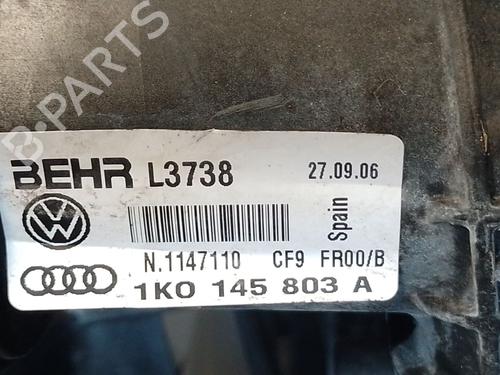 B-PARTS
BEHR L3738 27.09.06
Spain
N.1147110 CF9 FR00/B
1K0 145 803 A